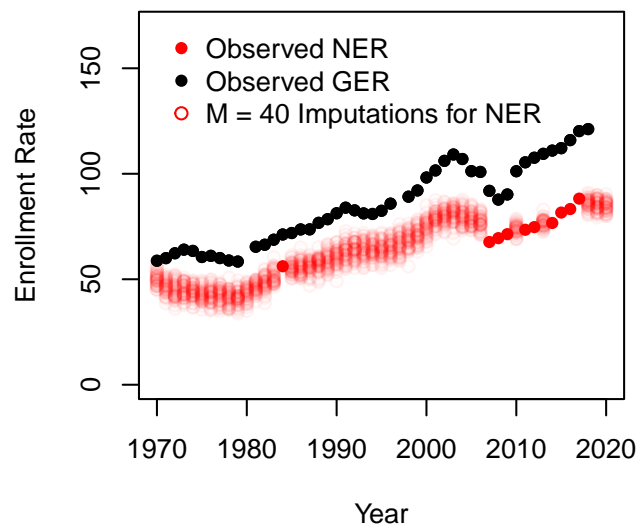 Observed NER
Observed GER
M = 40 Imputations for NER
Enrollment Rate
150
100
50
0
1970 1980 1990 2000 2010 2020
Year